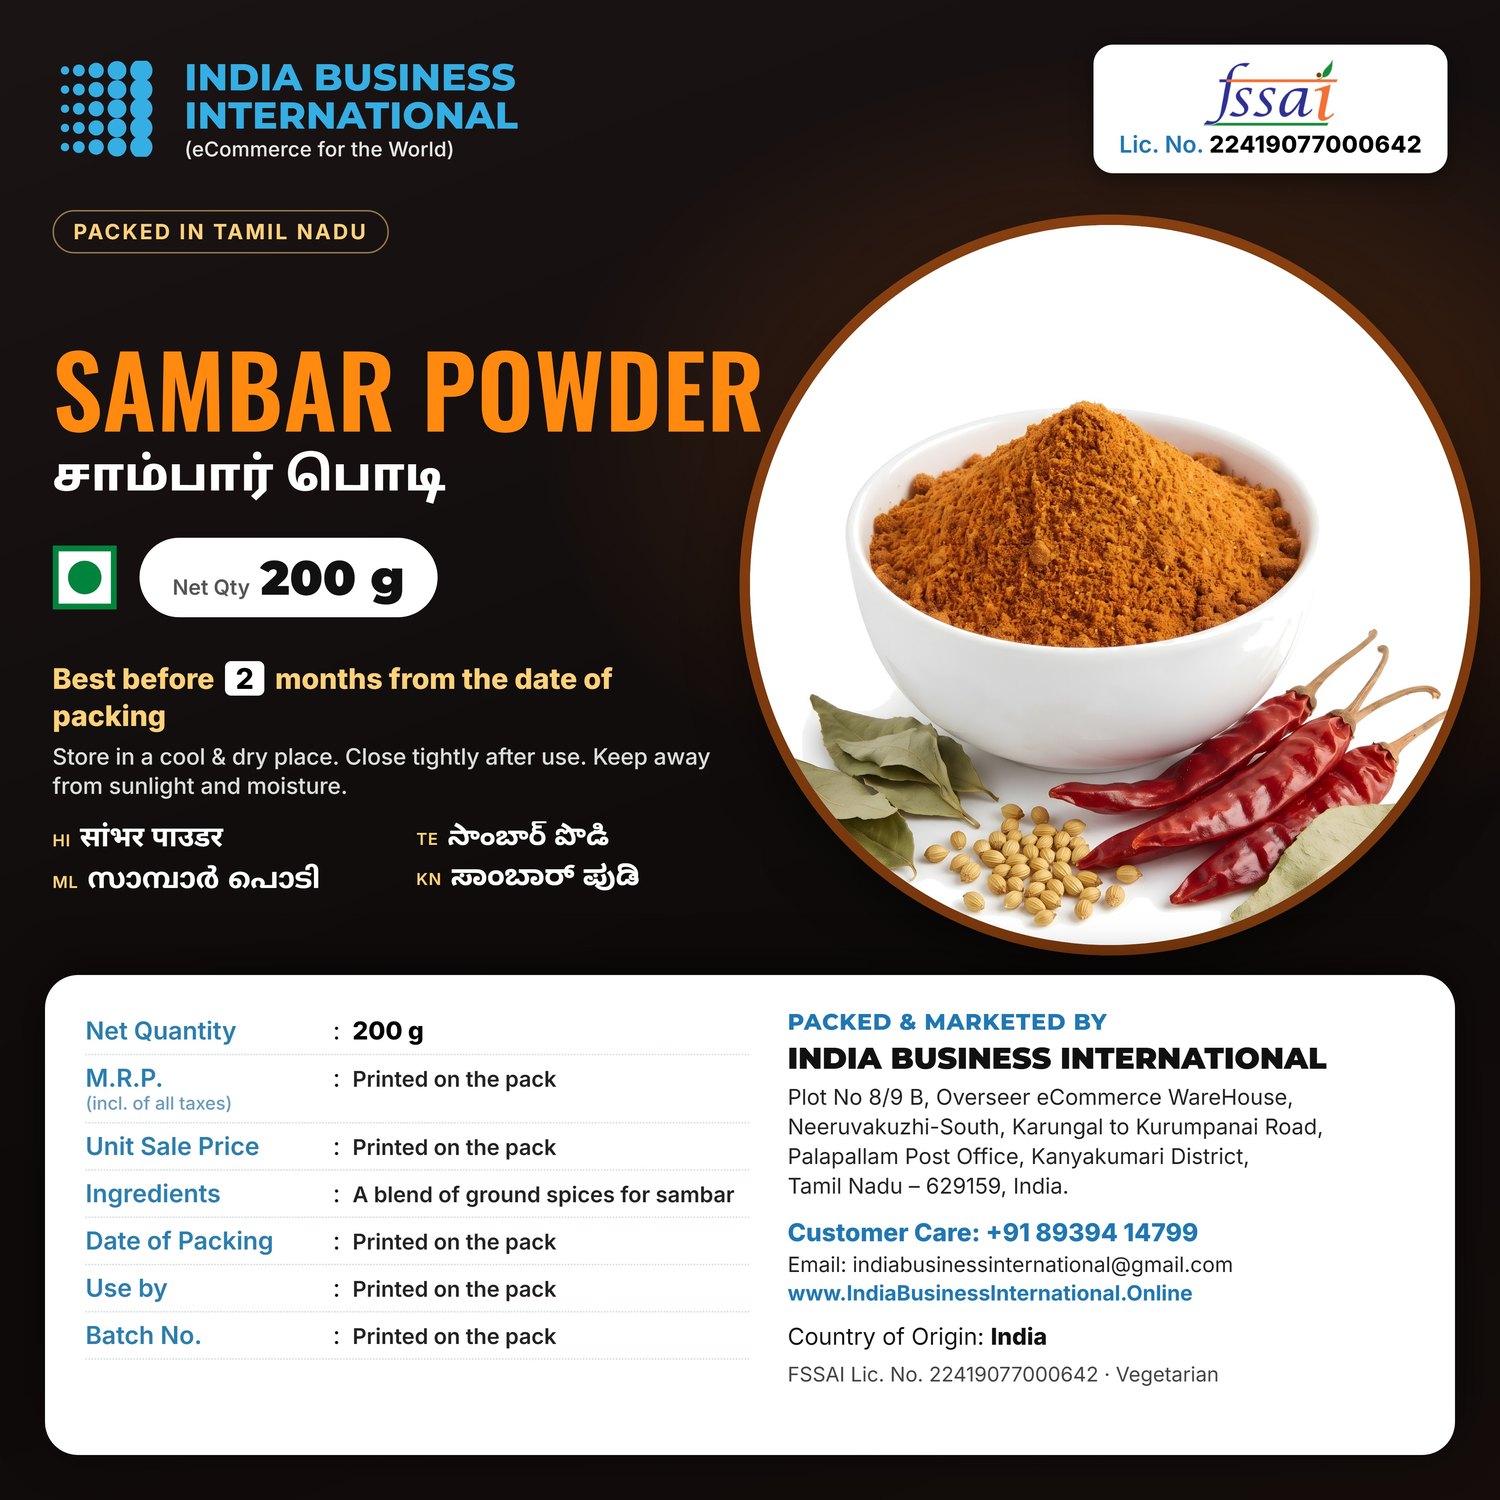 INDIA BUSINESS
INTERNATIONAL
(eCommerce for the World)
fssai
Lic. No. 22419077000642
PACKED IN TAMIL NADU
SAMBAR POWDER
சாம்பார் பொடி
Net Qty 200 g
Best before 2 months from the date of
packing
Store in a cool & dry place. Close tightly after use. Keep away
from sunlight and moisture.
HI सांभर पाउडर
TE సాంబార్ పొడి
ML സാമ്പാർ പൊടി
KN ಸಾಂಬಾರ್ ಪುಡಿ
Net Quantity : 200 g
M.R.P. : Printed on the pack
(incl. of all taxes)
Unit Sale Price : Printed on the pack
Ingredients : A blend of ground spices for sambar
Date of Packing : Printed on the pack
Use by : Printed on the pack
Batch No. : Printed on the pack
PACKED & MARKETED BY
INDIA BUSINESS INTERNATIONAL
Plot No 8/9 B, Overseer eCommerce WareHouse,
Neeruvakuzhi-South, Karungal to Kurumpanai Road,
Palapallam Post Office, Kanyakumari District,
Tamil Nadu – 629159, India.
Customer Care: +91 89394 14799
Email: indiabusinessinternational@gmail.com
www.IndiaBusinessInternational.Online
Country of Origin: India
FSSAI Lic. No. 22419077000642 · Vegetarian